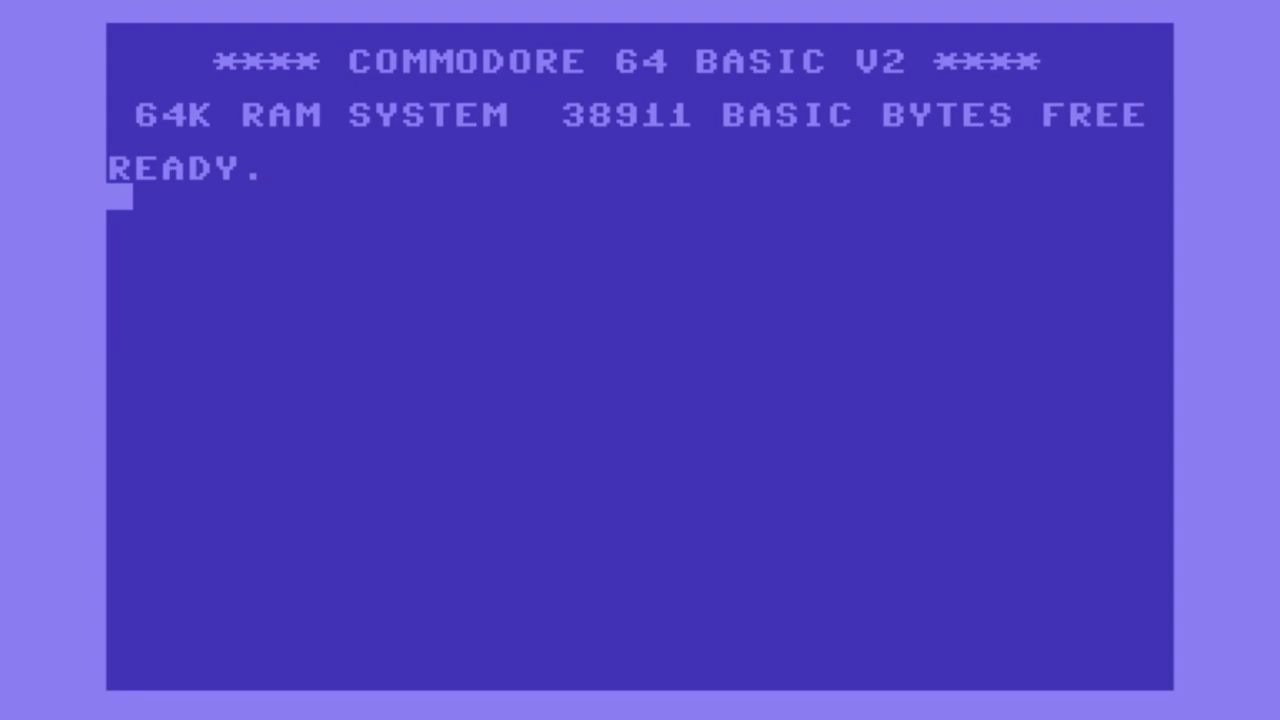 **** COMMODORE 64 BASIC V2 ****
64K RAM SYSTEM  38911 BASIC BYTES FREE
READY.